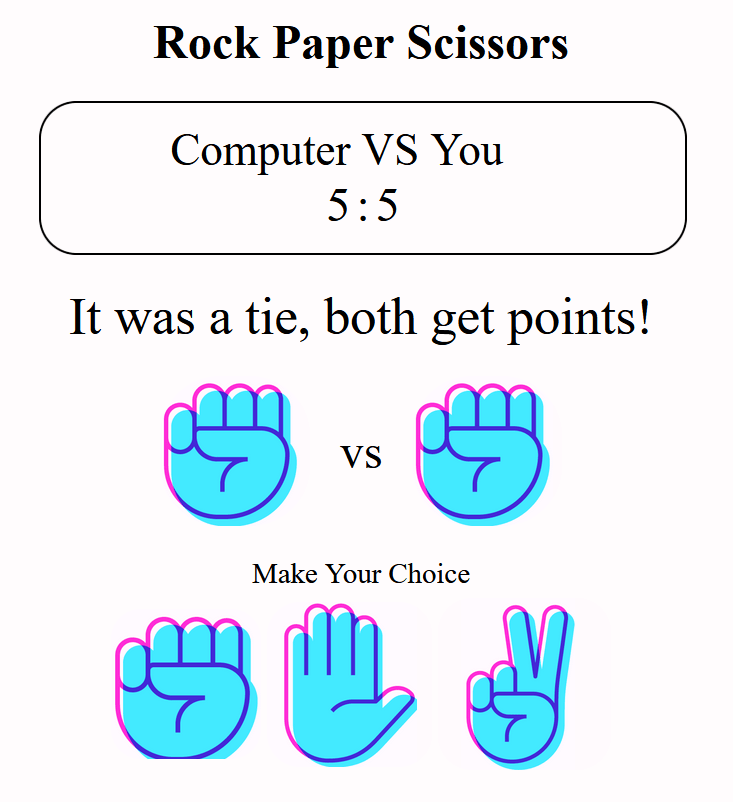 Rock Paper Scissors
Computer VS You
5 : 5
It was a tie, both get points!
vs
Make Your Choice